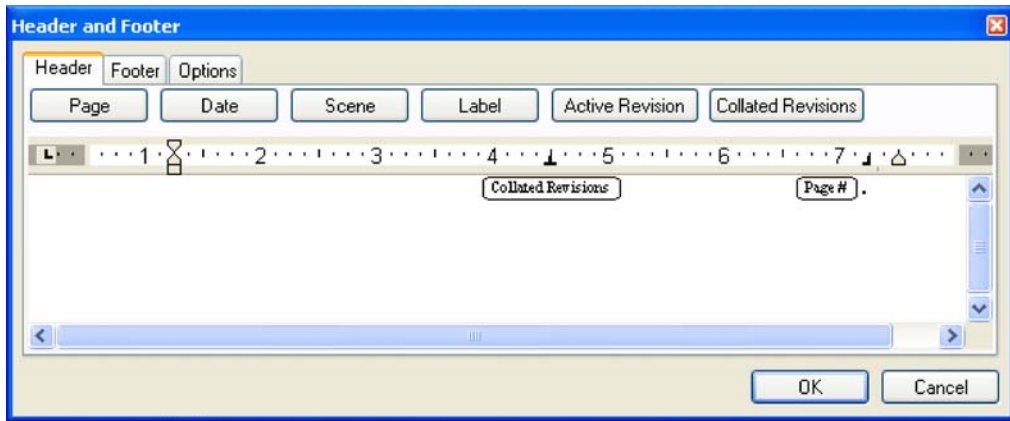 Header and Footer
Header Footer Options
Page Date Scene Label Active Revision Collated Revisions
L 1 2 3 4 5 6 7
Collated Revisions Page # .
OK Cancel